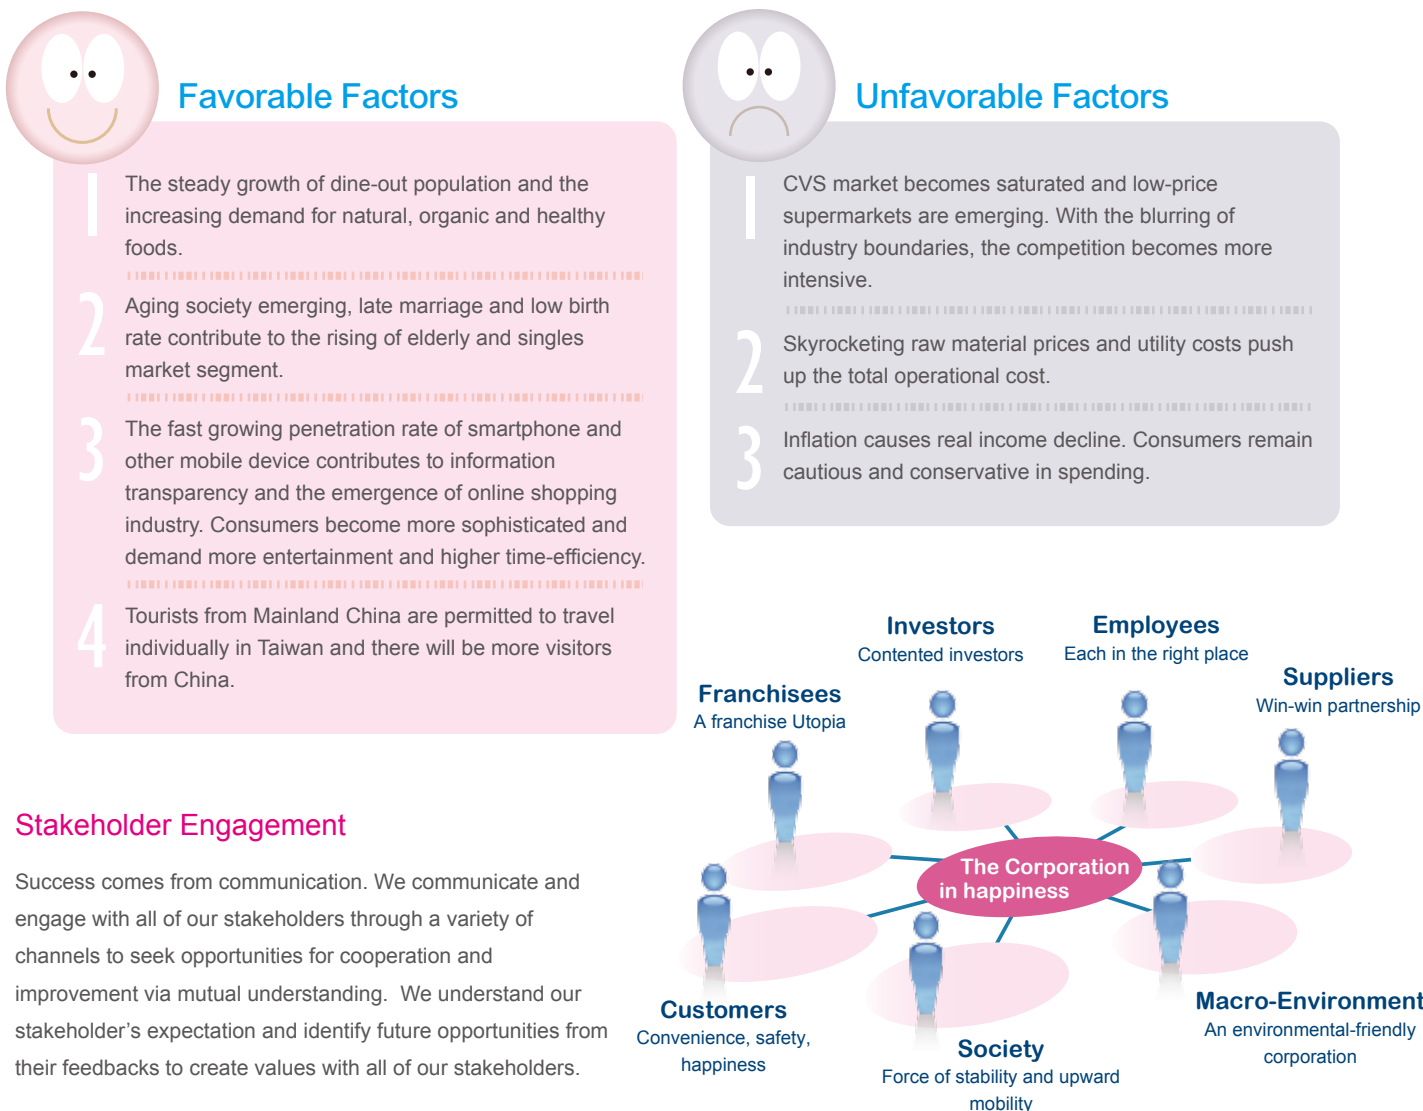 Favorable Factors
1
The steady growth of dine-out population and the
increasing demand for natural, organic and healthy
foods.
2
Aging society emerging, late marriage and low birth
rate contribute to the rising of elderly and singles
market segment.
3
The fast growing penetration rate of smartphone and
other mobile device contributes to information
transparency and the emergence of online shopping
industry. Consumers become more sophisticated and
demand more entertainment and higher time-efficiency.
4
Tourists from Mainland China are permitted to travel
individually in Taiwan and there will be more visitors
from China.
Unfavorable Factors
1
CVS market becomes saturated and low-price
supermarkets are emerging. With the blurring of
industry boundaries, the competition becomes more
intensive.
2
Skyrocketing raw material prices and utility costs push
up the total operational cost.
3
Inflation causes real income decline. Consumers remain
cautious and conservative in spending.
Stakeholder Engagement
Success comes from communication. We communicate and
engage with all of our stakeholders through a variety of
channels to seek opportunities for cooperation and
improvement via mutual understanding.  We understand our
stakeholder’s expectation and identify future opportunities from
their feedbacks to create values with all of our stakeholders.
Investors
Contented investors
Employees
Each in the right place
Suppliers
Win-win partnership
Franchisees
A franchise Utopia
The Corporation
in happiness
Customers
Convenience, safety,
happiness
Society
Force of stability and upward
mobility
Macro-Environment
An environmental-friendly
corporation